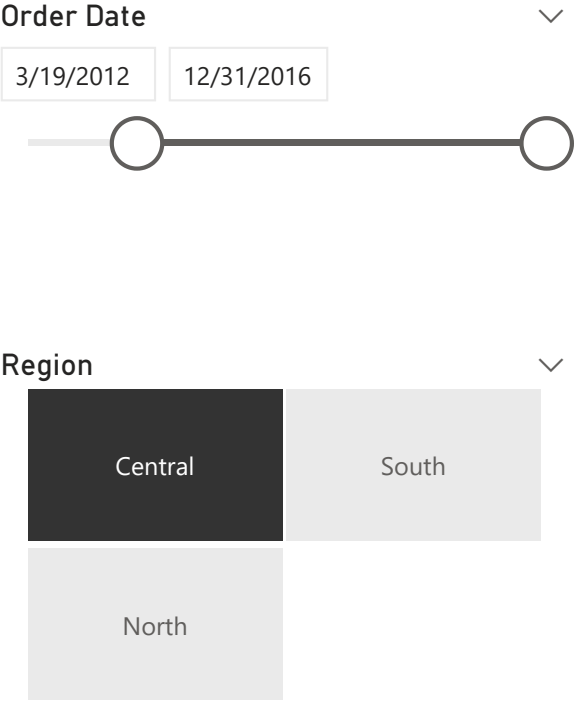 Order Date
3/19/2012 12/31/2016
Region
Central South
North